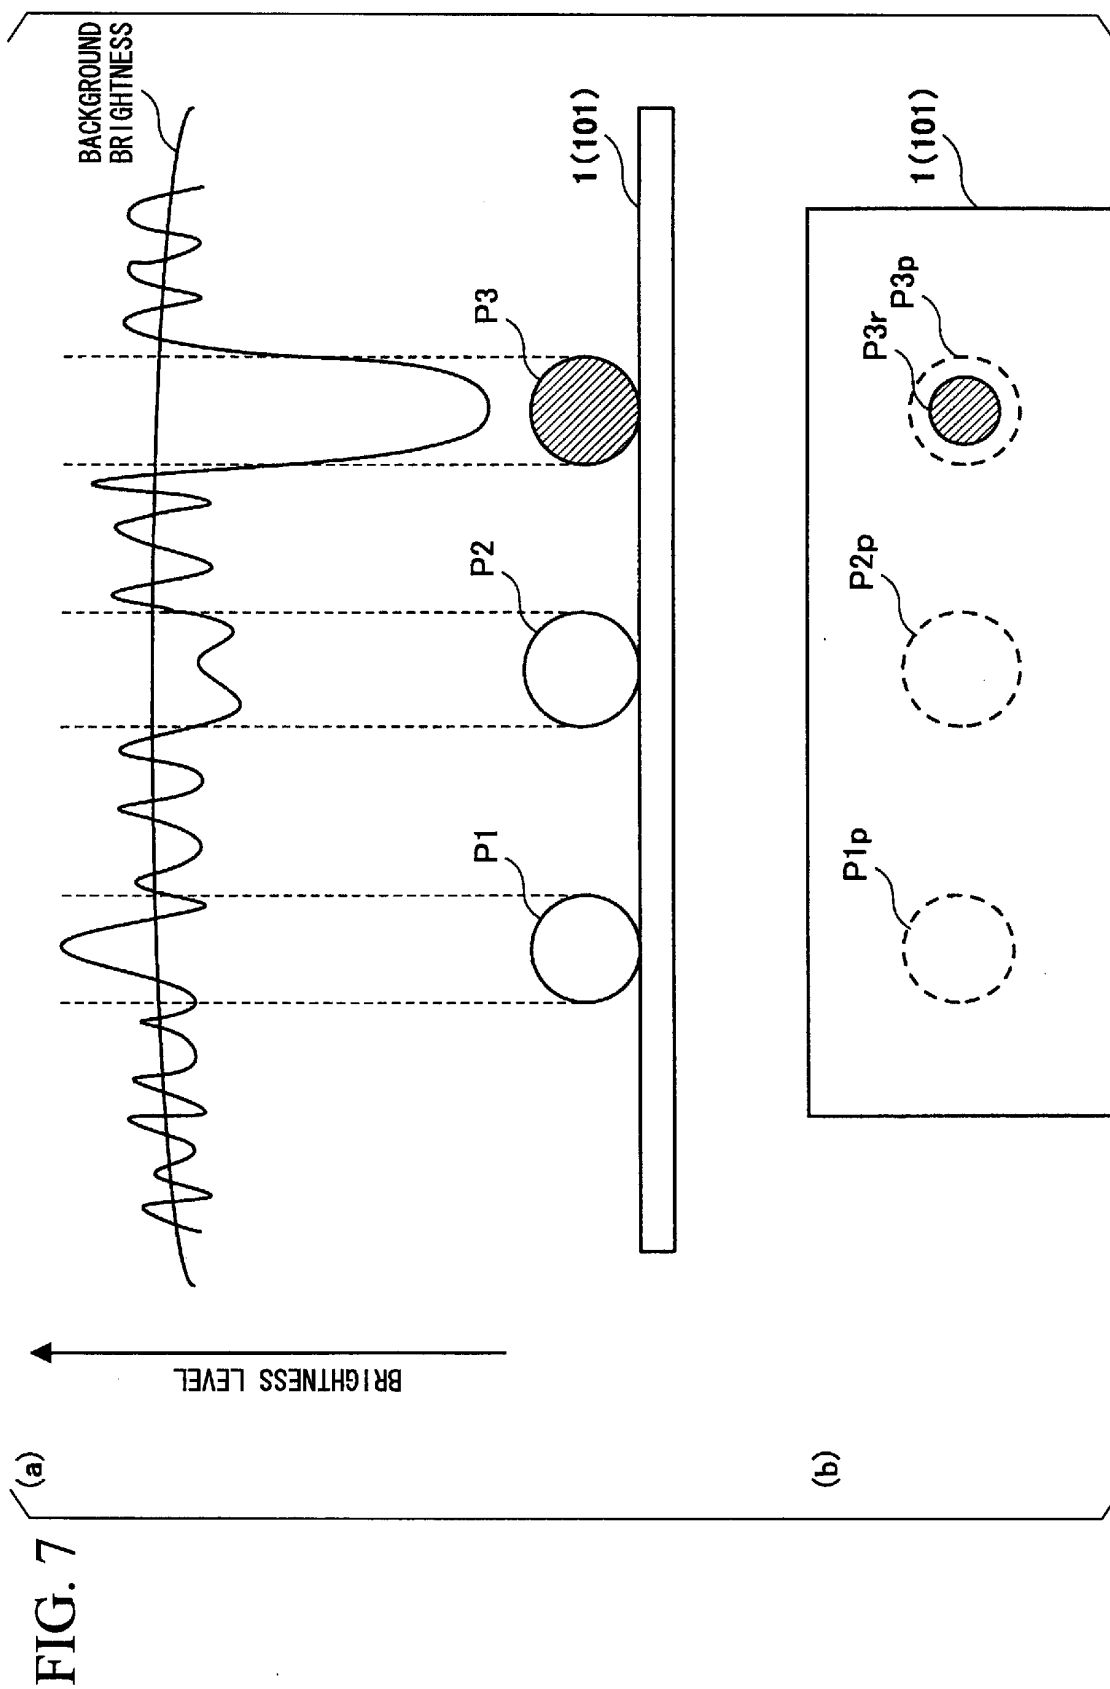 FIG. 7
(a)
BRIGHTNESS LEVEL
BACKGROUND
BRIGHTNESS
P1
P2
P3
1(101)
(b)
P1p
P2p
P3r
P3p
1(101)